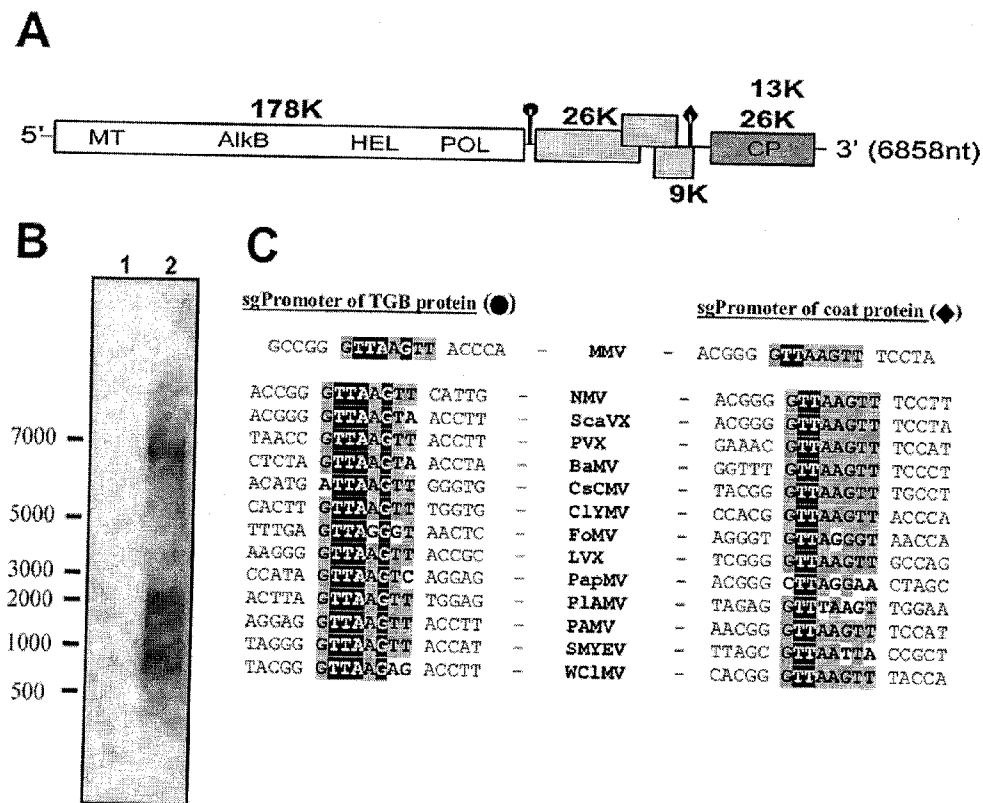 A
13K
178K 26K 26K
5'- MT AlkB HEL POL CP 3' (6858nt)
9K
B
1 2
7000
5000
3000
2000
1000
500
C
sgPromoter of TGB protein (●) sgPromoter of coat protein (◆)
GCCGG GTTAAGTT ACCCA - MMV - ACGGG GTTAAGTT TCCTA
ACCGG GTTAAGTT CATTG - NMV - ACGGG GTTAAGTT TCCTT
ACGGG GTTAAGTA ACCTT - ScaVX - ACGGG GTTAAGTT TCCTA
TAACC GTTAAGTT ACCTT - PVX - GAAAC GTTAAGTT TCCAT
CTCTA GTTAAGTA ACCTA - BaMV - GGTTT GTTAAGTT TCCCT
ACATG ATTAAGTT GGGTG - CsCMV - TACGG GTTAAGTT TGCCT
CACTT GTTAAGTT TGGTG - ClYMV - CCACG GTTAAGTT ACCCA
TTTGA GTTAGGGT AACTC - FoMV - AGGGT GTTAGGGT AACCA
AAGGG GTTAAGTT ACCGC - LVX - TCGGG GTTAAGTT GCCAG
CCATA GTTAAGTC AGGAG - PapMV - ACGGG CTTAGGAA CTAGC
ACTTA GTTAAGTT TGGAG - PlAMV - TAGAG GTTTAAGT TGGAA
AGGAG GTTAAGTT ACCTT - PAMV - AACGG GTTAAGTT TCCAT
TAGGG GTTAAGTT ACCAT - SMYEV - TTAGC GTTAATTA CCGCT
TACGG GTTAAGAG ACCTT - WClMV - CACGG GTTAAGTT TACCA